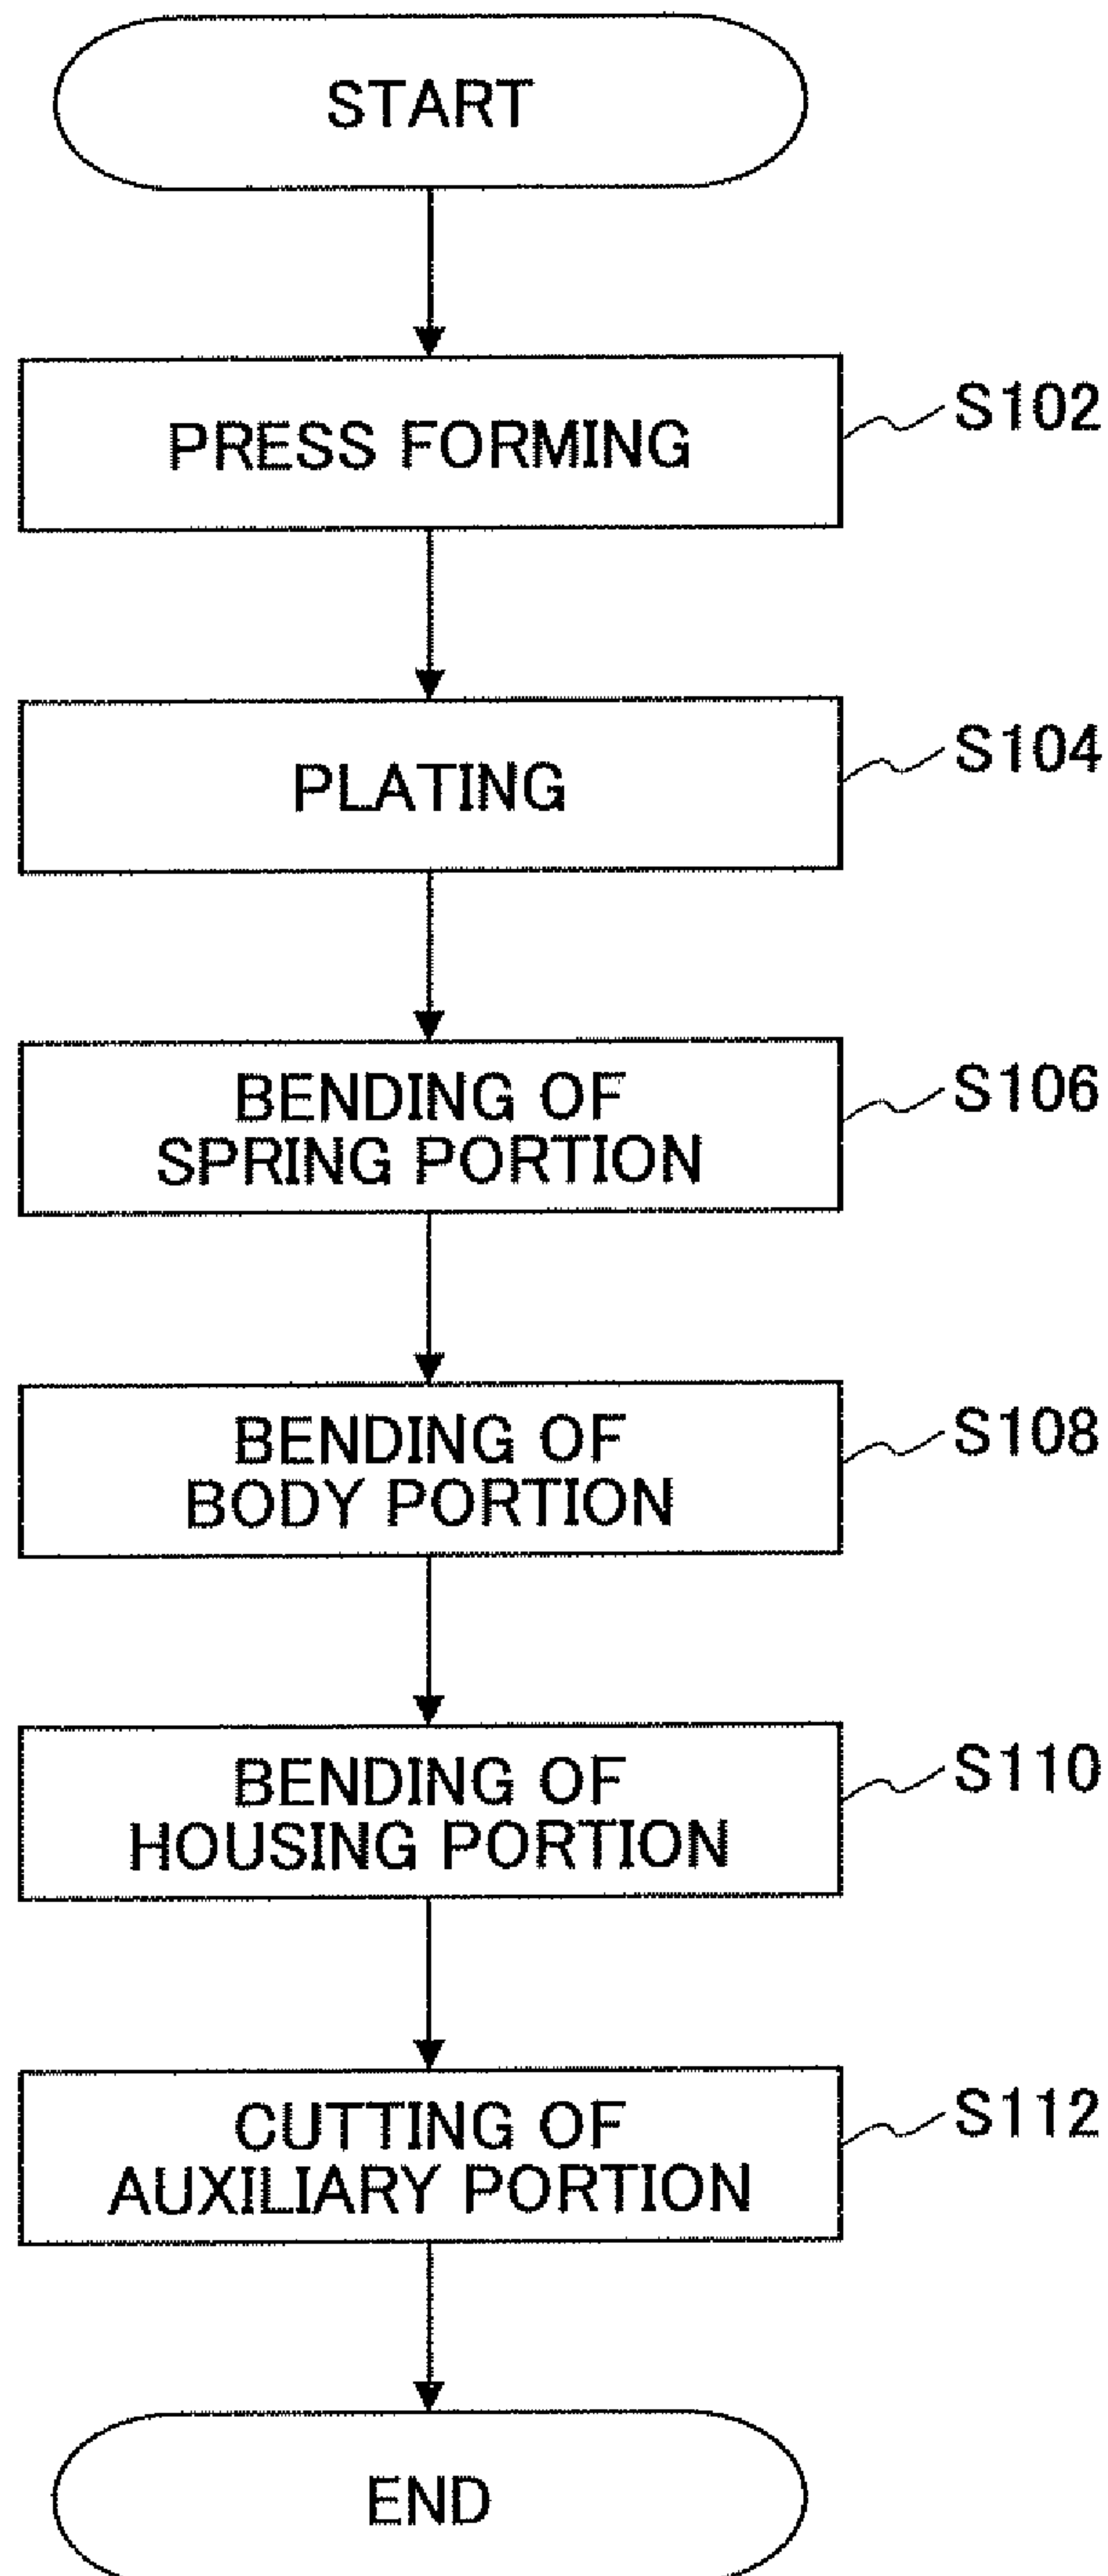 START
PRESS FORMING
S102
PLATING
S104
BENDING OF
SPRING PORTION
S106
BENDING OF
BODY PORTION
S108
BENDING OF
HOUSING PORTION
S110
CUTTING OF
AUXILIARY PORTION
S112
END